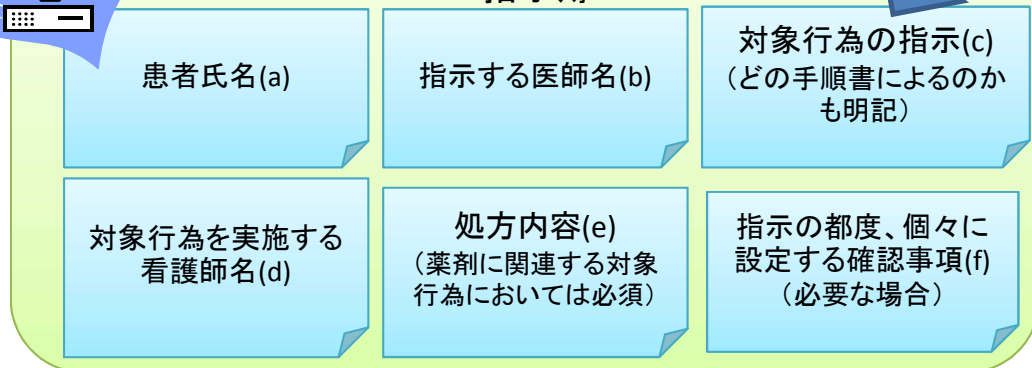 患者氏名(a)
指示する医師名(b)
対象行為の指示(c)
（どの手順書によるのか
も明記）
対象行為を実施する
看護師名(d)
処方内容(e)
（薬剤に関連する対象
行為においては必須）
指示の都度、個々に
設定する確認事項(f)
（必要な場合）